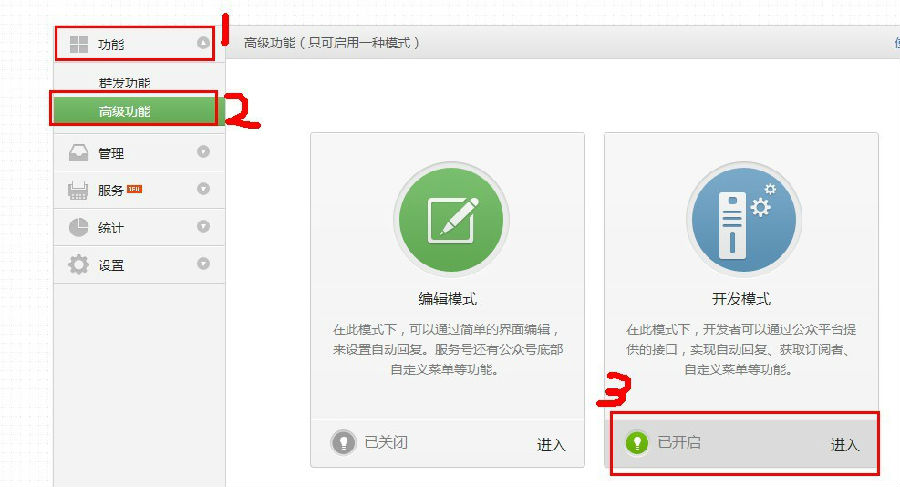 1
功能
高级功能（只可启用一种模式）
群发功能
高级功能
2
管理
服务
统计
设置
编辑模式
在此模式下，可以通过简单的界面编辑，
来设置自动回复。服务号还有公众号底部
自定义菜单等功能。
已关闭
进入
开发模式
在此模式下，开发者可以通过公众平台提
供的接口，实现自动回复、获取订阅者、
自定义菜单等功能。
3
已开启
进入